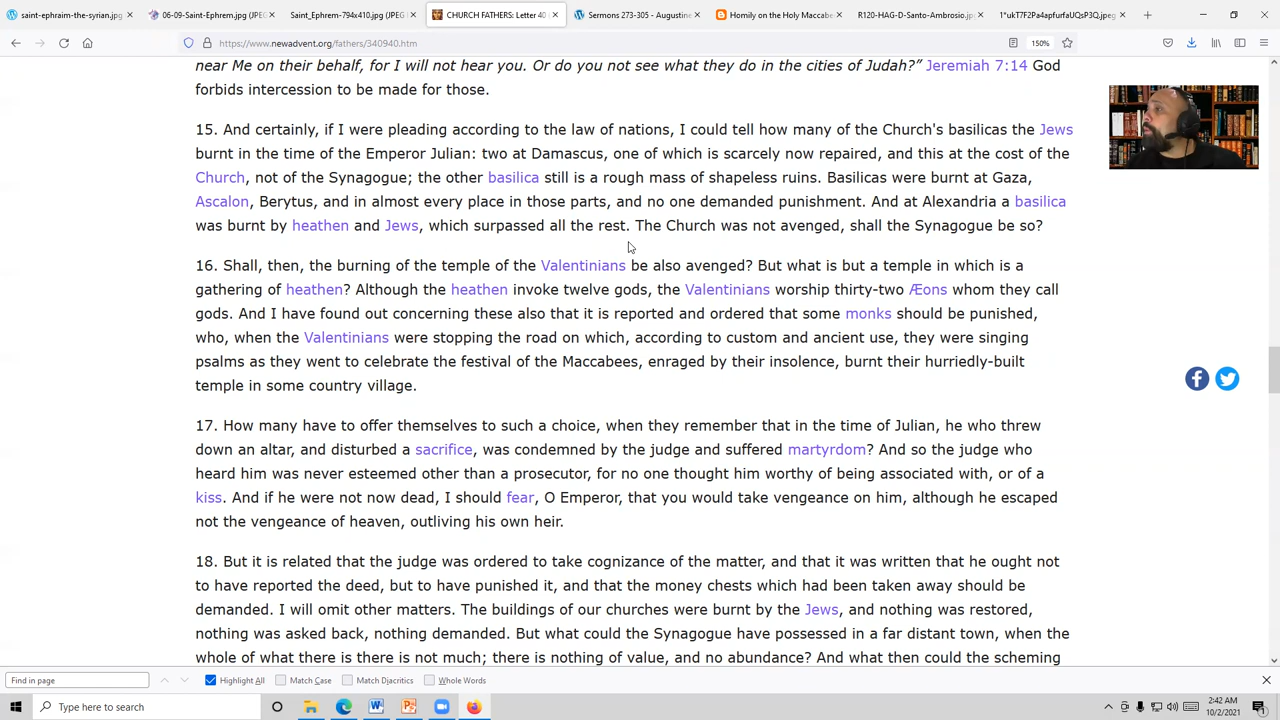 saint-ephraim-the-syrian.jpg
06-09-Saint-Ephrem.jpg (JPEG
Saint_Ephrem-794x410.jpg (JPEG I
CHURCH FATHERS: Letter 40
Sermons 273-305 - Augustine
Homily on the Holy Maccabe
R120-HAG-D-Santo-Ambrosio.jpg
https://www.newadvent.org/fathers/340940.htm
150%
near Me on their behalf, for I will not hear you. Or do you not see what they do in the cities of Judah?” Jeremiah 7:14 God
forbids intercession to be made for those.
15. And certainly, if I were pleading according to the law of nations, I could tell how many of the Church's basilicas the Jews
burnt in the time of the Emperor Julian: two at Damascus, one of which is scarcely now repaired, and this at the cost of the
Church, not of the Synagogue; the other basilica still is a rough mass of shapeless ruins. Basilicas were burnt at Gaza,
Ascalon, Berytus, and in almost every place in those parts, and no one demanded punishment. And at Alexandria a basilica
was burnt by heathen and Jews, which surpassed all the rest. The Church was not avenged, shall the Synagogue be so?
16. Shall, then, the burning of the temple of the Valentinians be also avenged? But what is but a temple in which is a
gathering of heathen? Although the heathen invoke twelve gods, the Valentinians worship thirty-two Æons whom they call
gods. And I have found out concerning these also that it is reported and ordered that some monks should be punished,
who, when the Valentinians were stopping the road on which, according to custom and ancient use, they were singing
psalms as they went to celebrate the festival of the Maccabees, enraged by their insolence, burnt their hurriedly-built
temple in some country village.
17. How many have to offer themselves to such a choice, when they remember that in the time of Julian, he who threw
down an altar, and disturbed a sacrifice, was condemned by the judge and suffered martyrdom? And so the judge who
heard him was never esteemed other than a prosecutor, for no one thought him worthy of being associated with, or of a
kiss. And if he were not now dead, I should fear, O Emperor, that you would take vengeance on him, although he escaped
not the vengeance of heaven, outliving his own heir.
18. But it is related that the judge was ordered to take cognizance of the matter, and that it was written that he ought not
to have reported the deed, but to have punished it, and that the money chests which had been taken away should be
demanded. I will omit other matters. The buildings of our churches were burnt by the Jews, and nothing was restored,
nothing was asked back, nothing demanded. But what could the Synagogue have possessed in a far distant town, when the
whole of what there is there is not much; there is nothing of value, and no abundance? And what then could the scheming
Find in page
Highlight All
Match Case
Match Diacritics
Whole Words
Type here to search
2:42 AM
10/2/2021